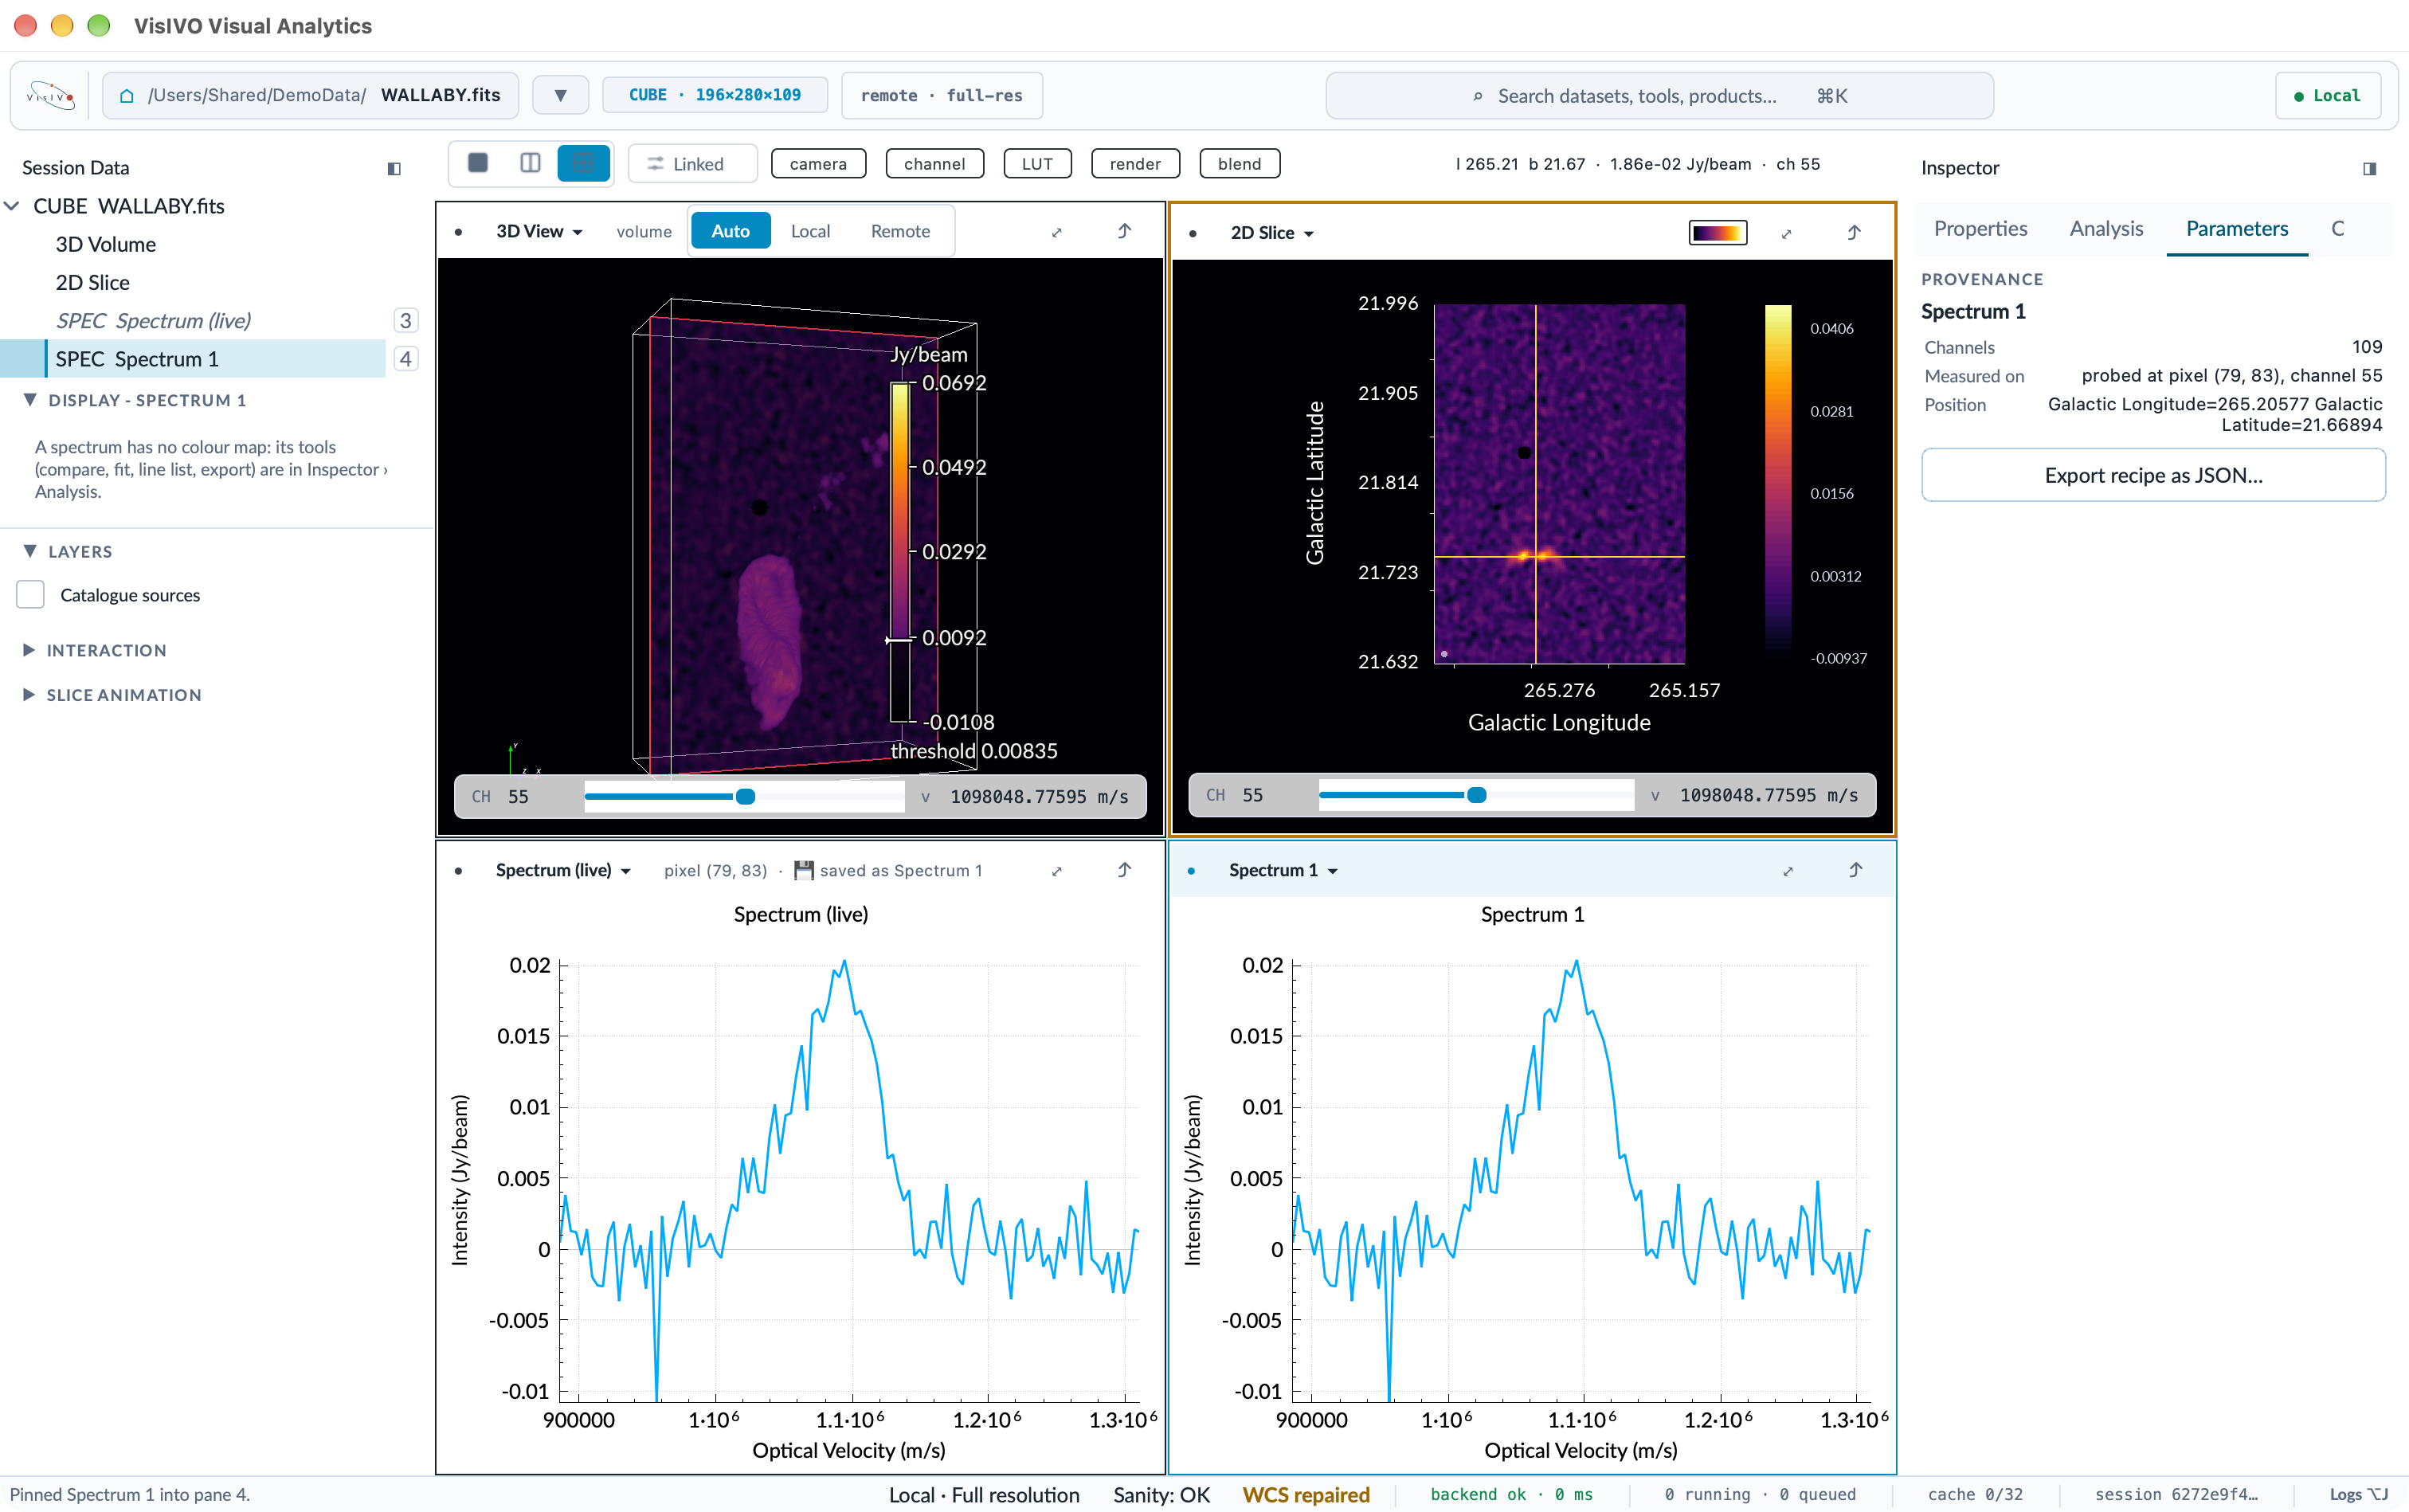 VisIVO Visual Analytics
VisIVO
/Users/Shared/DemoData/ WALLABY.fits
▼
CUBE · 196×280×109
remote · full-res
Search datasets, tools, products... ⌘K
● Local
Session Data
CUBE WALLABY.fits
3D Volume
2D Slice
SPEC Spectrum (live) 3
SPEC Spectrum 1 4
▼ DISPLAY - SPECTRUM 1
A spectrum has no colour map: its tools
(compare, fit, line list, export) are in Inspector ›
Analysis.
▼ LAYERS
Catalogue sources
▶ INTERACTION
▶ SLICE ANIMATION
Linked
camera
channel
LUT
render
blend
l 265.21 b 21.67 · 1.86e-02 Jy/beam · ch 55
3D View
volume
Auto
Local
Remote
Jy/beam
0.0692
0.0492
0.0292
0.0092
-0.0108
threshold 0.00835
Y
Z X
CH 55
v 1098048.77595 m/s
2D Slice
21.996
21.905
21.814
21.723
21.632
Galactic Latitude
265.276 265.157
Galactic Longitude
0.0406
0.0281
0.0156
0.00312
-0.00937
CH 55
v 1098048.77595 m/s
Spectrum (live)
pixel (79, 83) · 💾 saved as Spectrum 1
Spectrum (live)
0.02
0.015
0.01
0.005
0
-0.005
-0.01
Intensity (Jy/beam)
900000 1·10⁶ 1.1·10⁶ 1.2·10⁶ 1.3·10⁶
Optical Velocity (m/s)
Spectrum 1
Spectrum 1
0.02
0.015
0.01
0.005
0
-0.005
-0.01
Intensity (Jy/beam)
900000 1·10⁶ 1.1·10⁶ 1.2·10⁶ 1.3·10⁶
Optical Velocity (m/s)
Inspector
Properties
Analysis
Parameters
C
PROVENANCE
Spectrum 1
Channels 109
Measured on probed at pixel (79, 83), channel 55
Position Galactic Longitude=265.20577 Galactic
Latitude=21.66894
Export recipe as JSON...
Pinned Spectrum 1 into pane 4.
Local · Full resolution
Sanity: OK
WCS repaired
backend ok · 0 ms
0 running · 0 queued
cache 0/32
session 6272e9f4…
Logs ⌥J